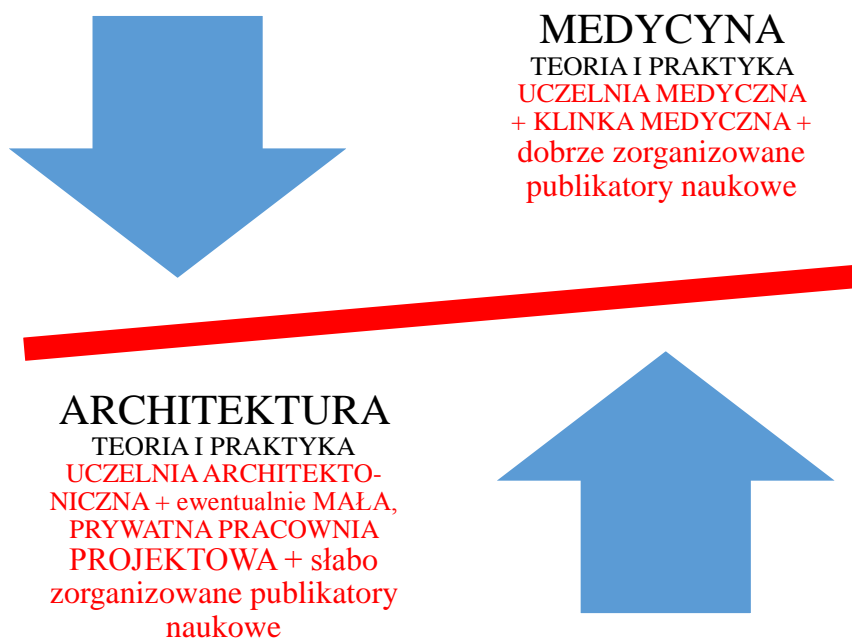 MEDYCYNA
TEORIA I PRAKTYKA
UCZELNIA MEDYCZNA
+ KLINKA MEDYCZNA +
dobrze zorganizowane
publikatory naukowe
ARCHITEKTURA
TEORIA I PRAKTYKA
UCZELNIA ARCHITEKTO-
NICZNA + ewentualnie MAŁA,
PRYWATNA PRACOWNIA
PROJEKTOWA + słabo
zorganizowane publikatory
naukowe